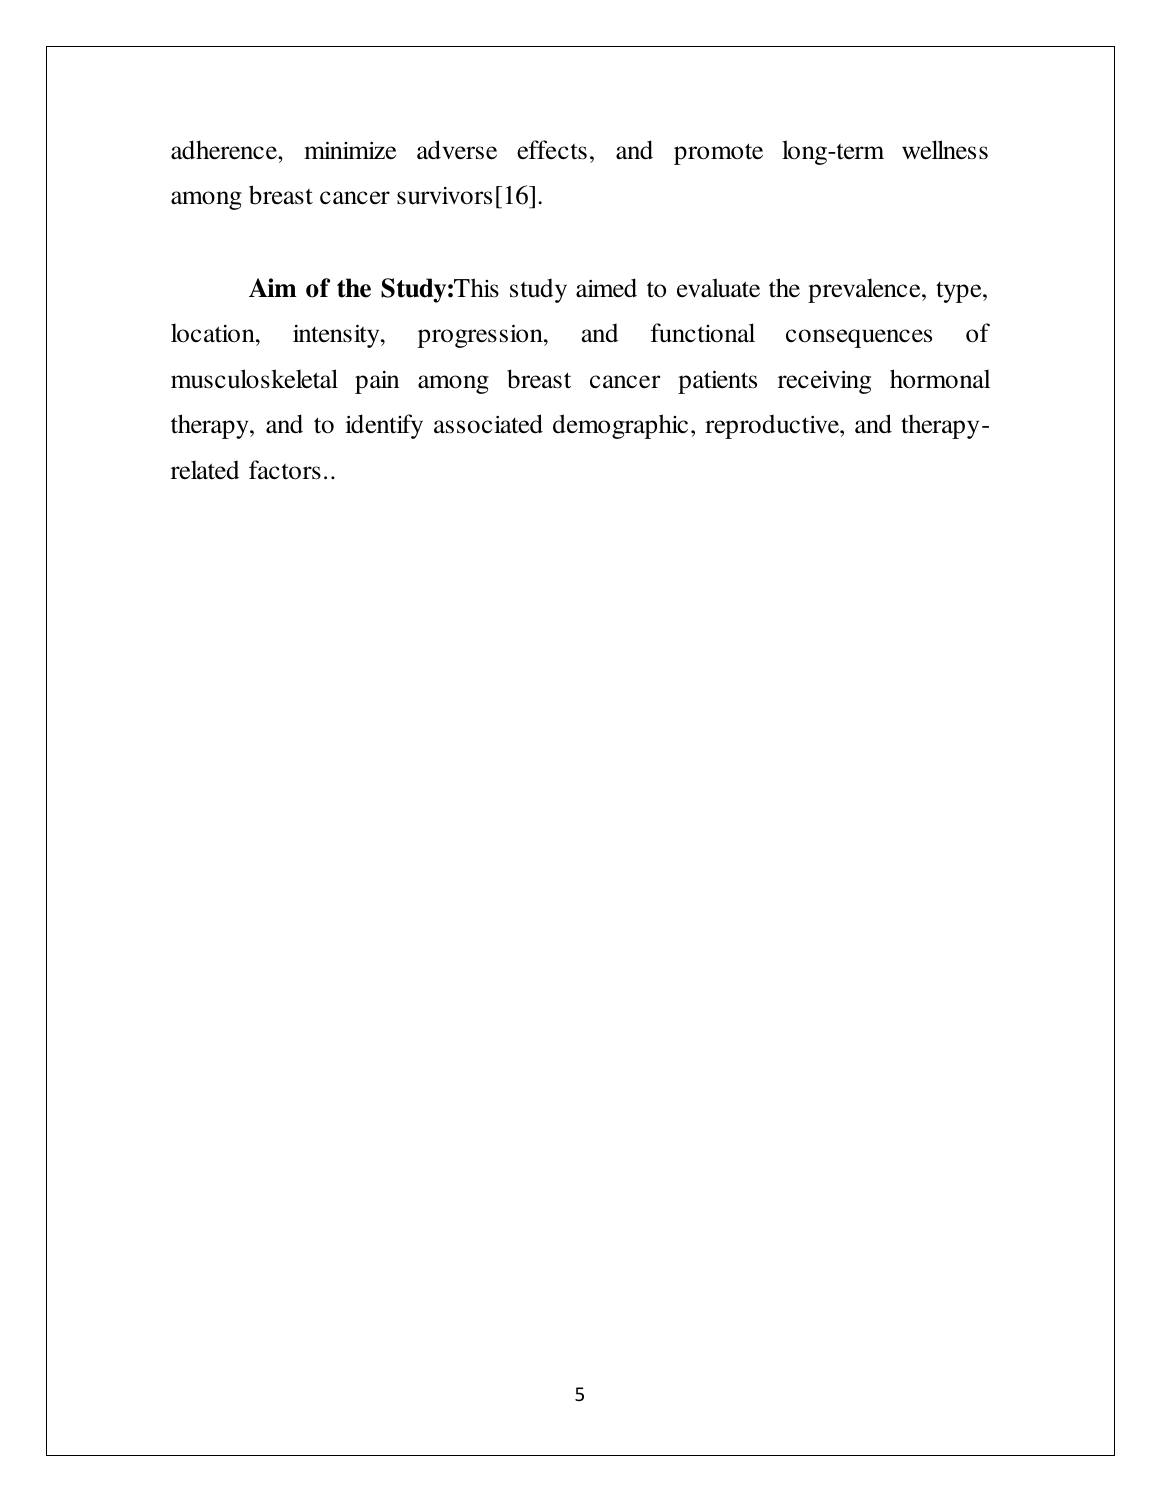 adherence, minimize adverse effects, and promote long-term wellness
among breast cancer survivors[16].
Aim of the Study:This study aimed to evaluate the prevalence, type,
location, intensity, progression, and functional consequences of
musculoskeletal pain among breast cancer patients receiving hormonal
therapy, and to identify associated demographic, reproductive, and therapy-
related factors..
5